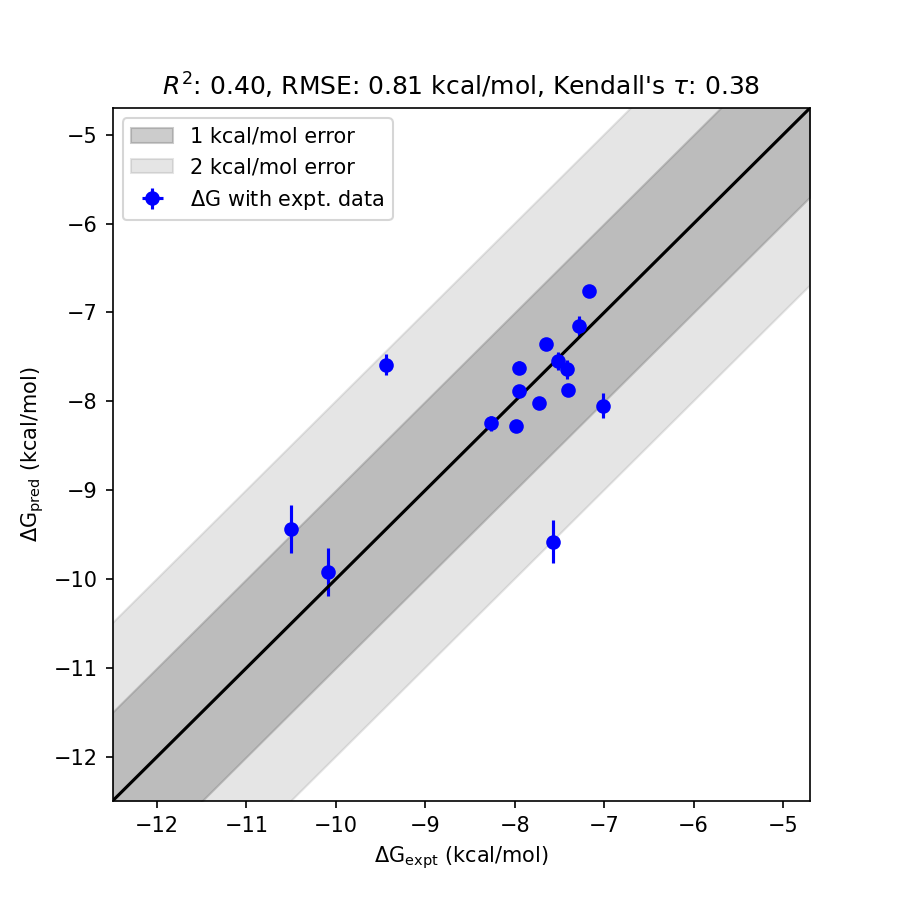 R²: 0.40, RMSE: 0.81 kcal/mol, Kendall's τ: 0.38
1 kcal/mol error
2 kcal/mol error
ΔG with expt. data
−5
−6
−7
−8
−9
−10
−11
−12
ΔGpred (kcal/mol)
−12 −11 −10 −9 −8 −7 −6 −5
ΔGexpt (kcal/mol)